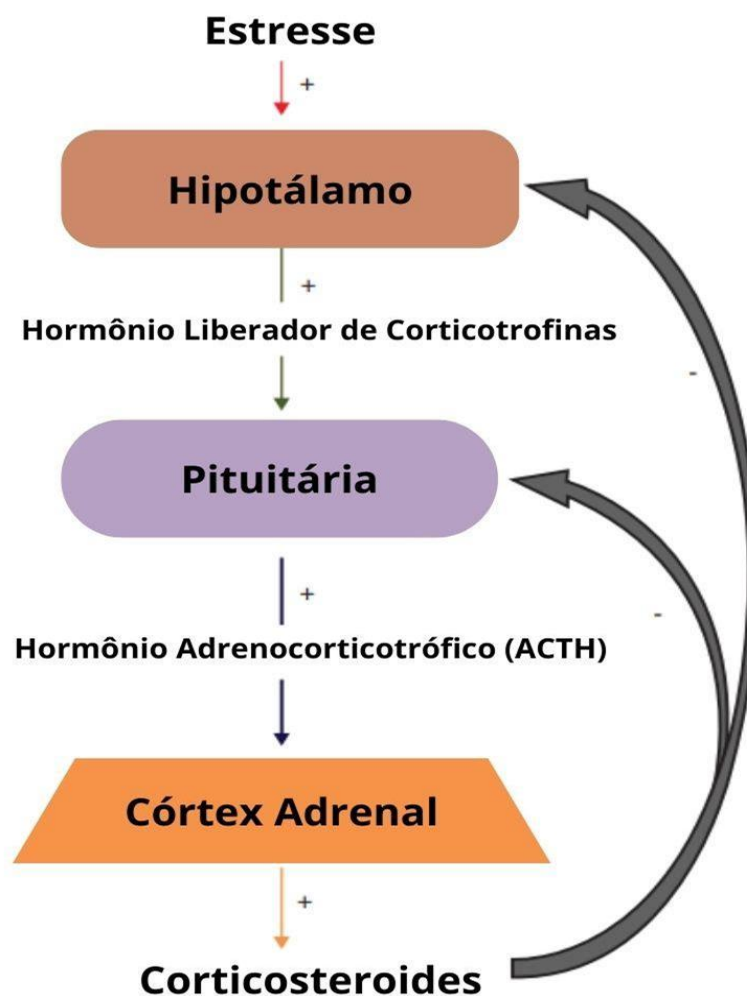 Estresse
+
Hipotálamo
+
Hormônio Liberador de Corticotrofinas
-
Pituitária
+
-
Hormônio Adrenocorticotrófico (ACTH)
Córtex Adrenal
+
Corticosteroides